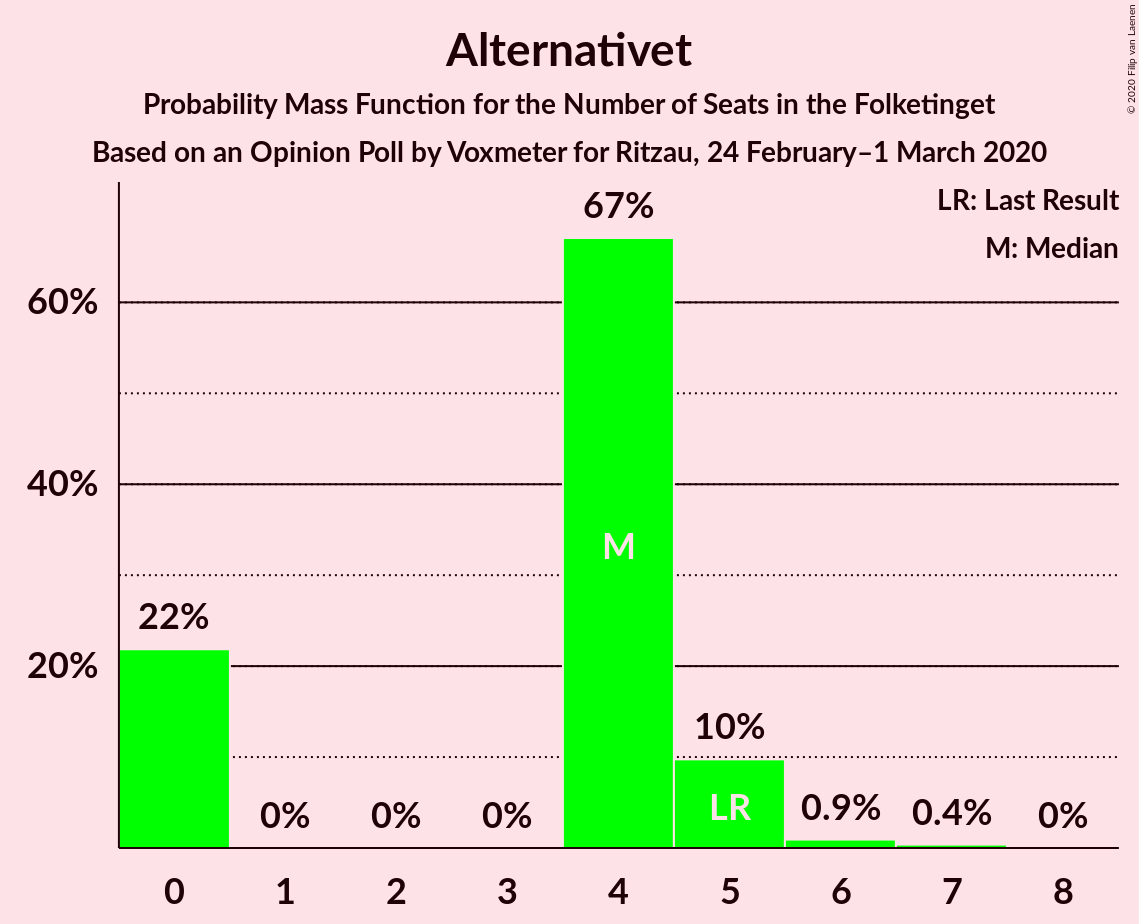 Alternativet
Probability Mass Function for the Number of Seats in the Folketinget
Based on an Opinion Poll by Voxmeter for Ritzau, 24 February–1 March 2020
© 2020 Filip van Laenen
LR: Last Result
M: Median
67%
60%
40%
M
22%
20%
10%
LR
0%
0%
0%
0.9%
0.4%
0%
0 1 2 3 4 5 6 7 8